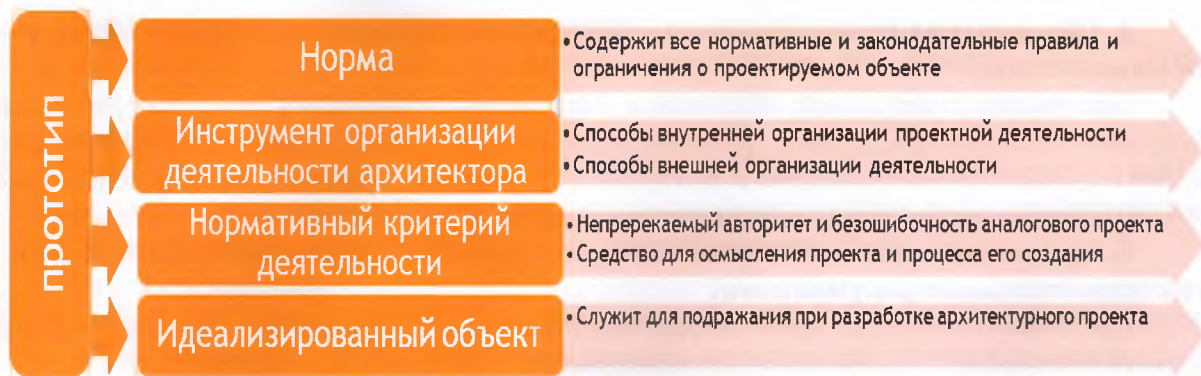 прототип
Норма
• Содержит все нормативные и законодательные правила и
ограничения о проектируемом объекте
Инструмент организации
деятельности архитектора
• Способы внутренней организации проектной деятельности
• Способы внешней организации деятельности
Нормативный критерий
деятельности
• Непререкаемый авторитет и безошибочность аналогового проекта
• Средство для осмысления проекта и процесса его создания
Идеализированный объект
• Служит для подражания при разработке архитектурного проекта